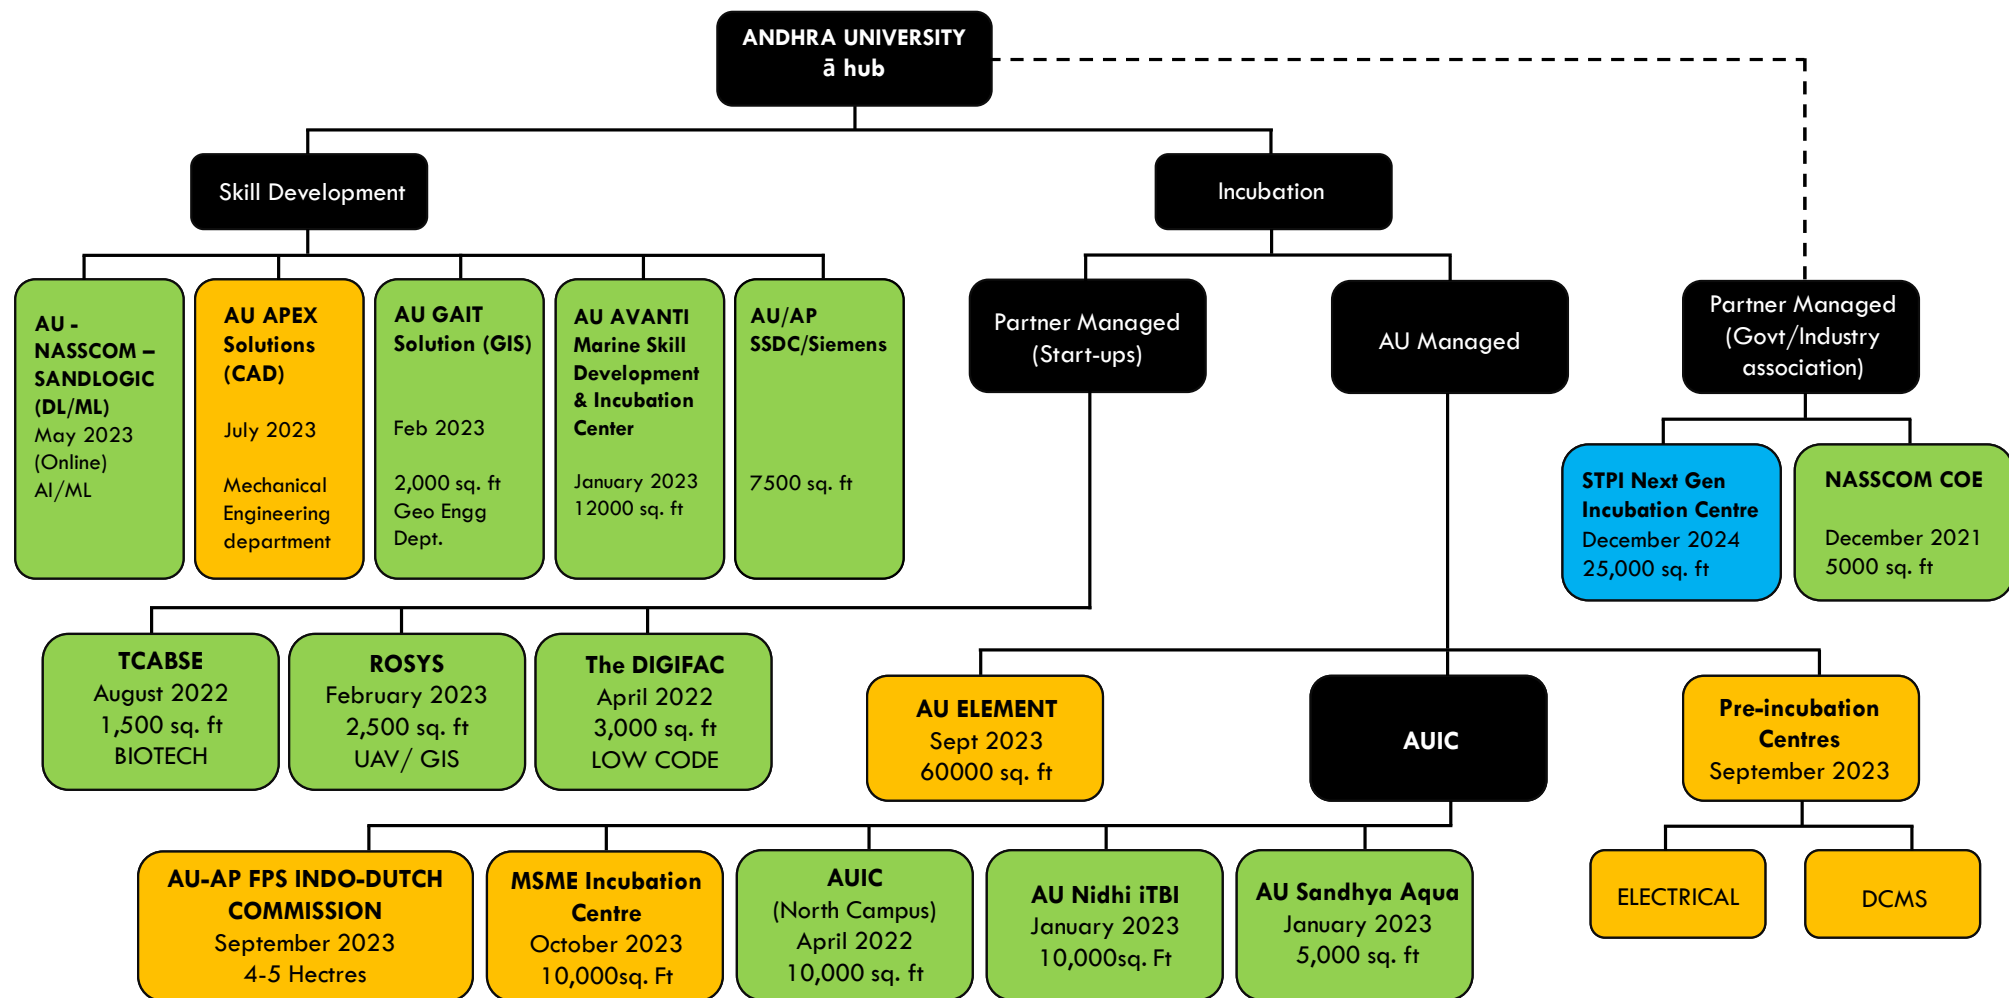 ANDHRA UNIVERSITY
ā hub
Skill Development
Incubation
AU -
NASSCOM –
SANDLOGIC
(DL/ML)
May 2023
(Online)
AI/ML
AU APEX
Solutions
(CAD)
July 2023
Mechanical
Engineering
department
AU GAIT
Solution (GIS)
Feb 2023
2,000 sq. ft
Geo Engg
Dept.
AU AVANTI
Marine Skill
Development
& Incubation
Center
January 2023
12000 sq. ft
AU/AP
SSDC/Siemens
7500 sq. ft
Partner Managed
(Start-ups)
AU Managed
Partner Managed
(Govt/Industry
association)
STPI Next Gen
Incubation Centre
December 2024
25,000 sq. ft
NASSCOM COE
December 2021
5000 sq. ft
TCABSE
August 2022
1,500 sq. ft
BIOTECH
ROSYS
February 2023
2,500 sq. ft
UAV/ GIS
The DIGIFAC
April 2022
3,000 sq. ft
LOW CODE
AU ELEMENT
Sept 2023
60000 sq. ft
AUIC
Pre-incubation
Centres
September 2023
AU-AP FPS INDO-DUTCH
COMMISSION
September 2023
4-5 Hectres
MSME Incubation
Centre
October 2023
10,000sq. Ft
AUIC
(North Campus)
April 2022
10,000 sq. ft
AU Nidhi iTBI
January 2023
10,000sq. Ft
AU Sandhya Aqua
January 2023
5,000 sq. ft
ELECTRICAL
DCMS